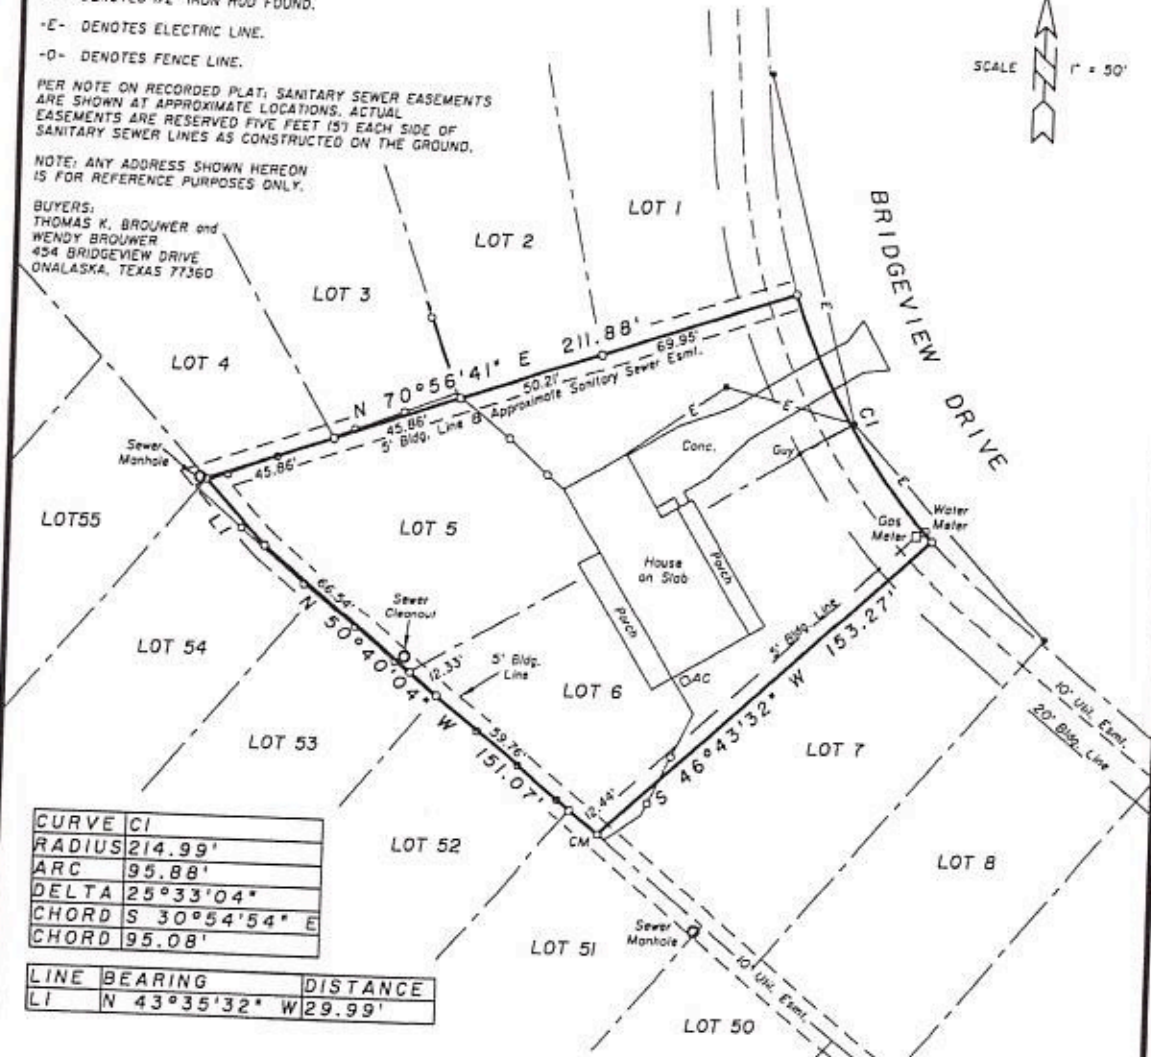 DENOTES 1/2" IRON ROD FOUND.
-E- DENOTES ELECTRIC LINE.
-O- DENOTES FENCE LINE.
PER NOTE ON RECORDED PLAT; SANITARY SEWER EASEMENTS
ARE SHOWN AT APPROXIMATE LOCATIONS. ACTUAL
EASEMENTS ARE RESERVED FIVE FEET (5') EACH SIDE OF
SANITARY SEWER LINES AS CONSTRUCTED ON THE GROUND.
NOTE: ANY ADDRESS SHOWN HEREON
IS FOR REFERENCE PURPOSES ONLY.
BUYERS:
THOMAS K. BROUWER and
WENDY BROUWER
454 BRIDGEVIEW DRIVE
ONALASKA, TEXAS 77360
SCALE 1" = 50'
BRIDGEVIEW DRIVE
LOT 1
LOT 2
LOT 3
LOT 4
N 70°56'41" E 211.88'
69.95'
50.21'
45.86'
45.86'
5' Bldg. Line & Approximate Sanitary Sewer Esmt.
E
E
E
E
C1
Sewer
Manhole
LOT55
L1
LOT 5
Conc.
Guy
House
on Slab
Porch
Porch
Gas
Meter
Water
Meter
66.54'
Sewer
Cleanout
N 50°40'04" W 151.07'
12.33'
5' Bldg.
Line
59.76'
12.44'
LOT 6
AC
5' Bldg. Line
S 46°43'32" W 153.27'
LOT 54
LOT 53
LOT 7
10' Util. Esmt.
20' Bldg. Line
CM
LOT 52
LOT 8
Sewer
Manhole
LOT 51
10' Util. Esmt.
LOT 50
CURVE C1
RADIUS 214.99'
ARC 95.88'
DELTA 25°33'04"
CHORD S 30°54'54" E
CHORD 95.08'
LINE BEARING DISTANCE
L1 N 43°35'32" W 29.99'